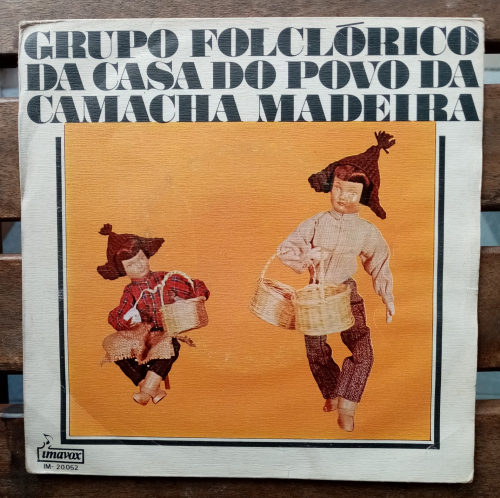 GRUPO FOLCLÓRICO
DA CASA DO POVO DA
CAMACHA MADEIRA
imavox
IM- 20.052